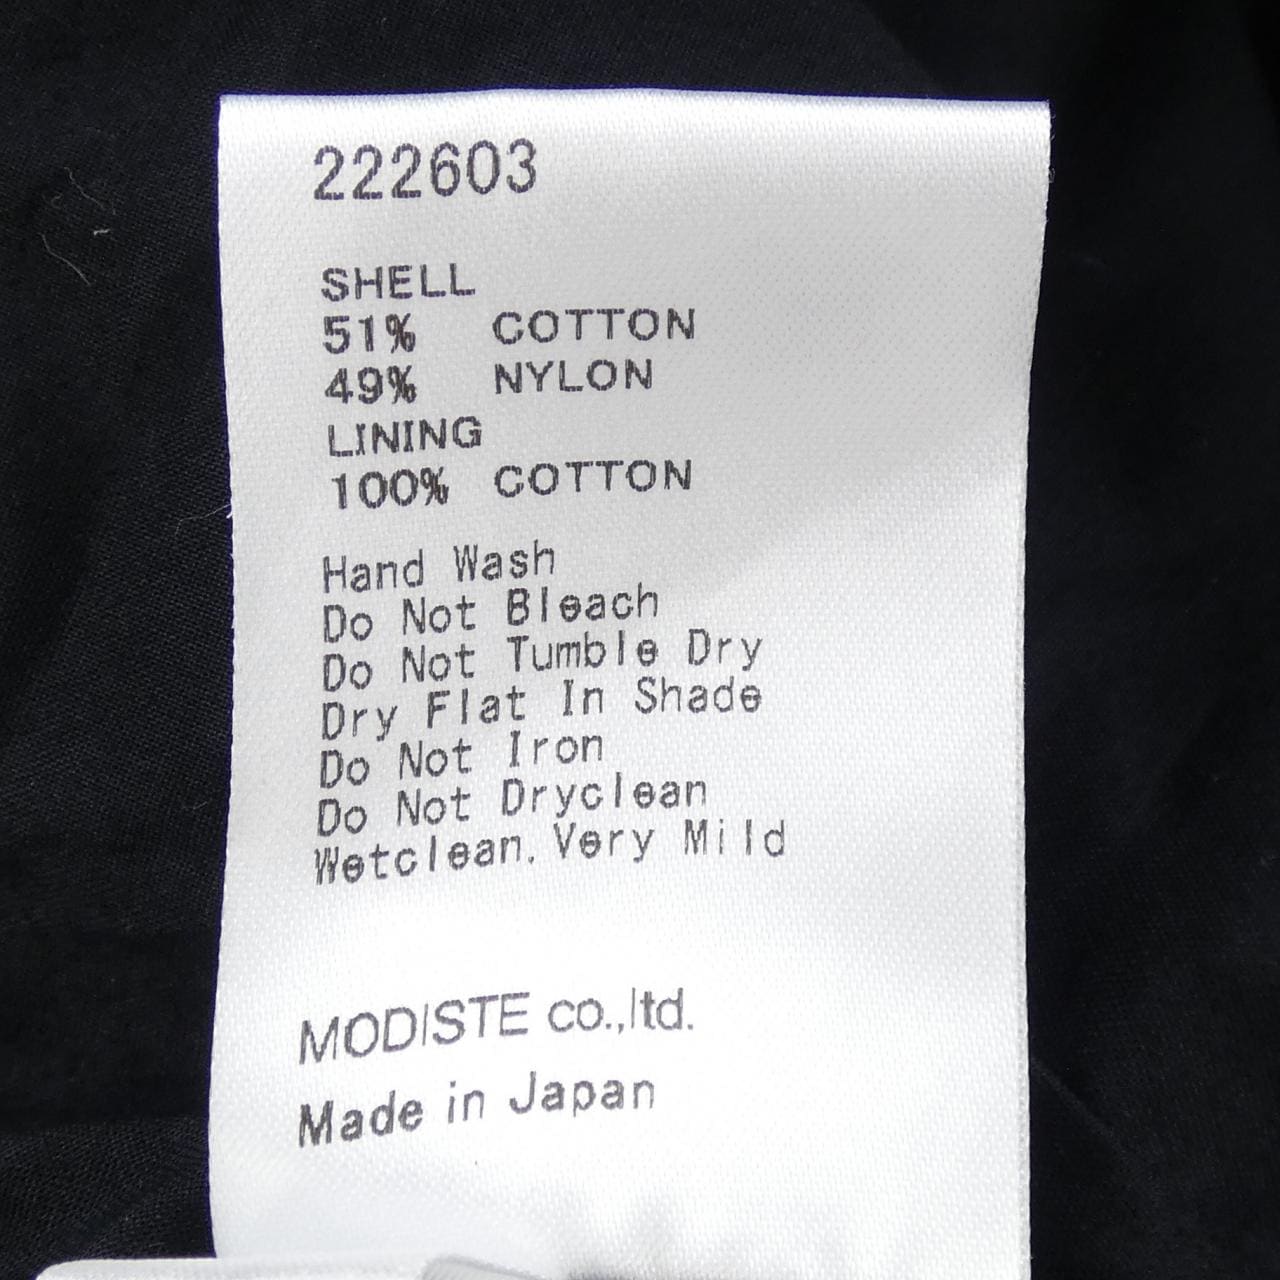 222603
SHELL
51% COTTON
49% NYLON
LINING
100% COTTON
Hand Wash
Do Not Bleach
Do Not Tumble Dry
Dry Flat In Shade
Do Not Iron
Do Not Dryclean
Wetclean. Very Mild
MODISTE co.,ltd.
Made in Japan